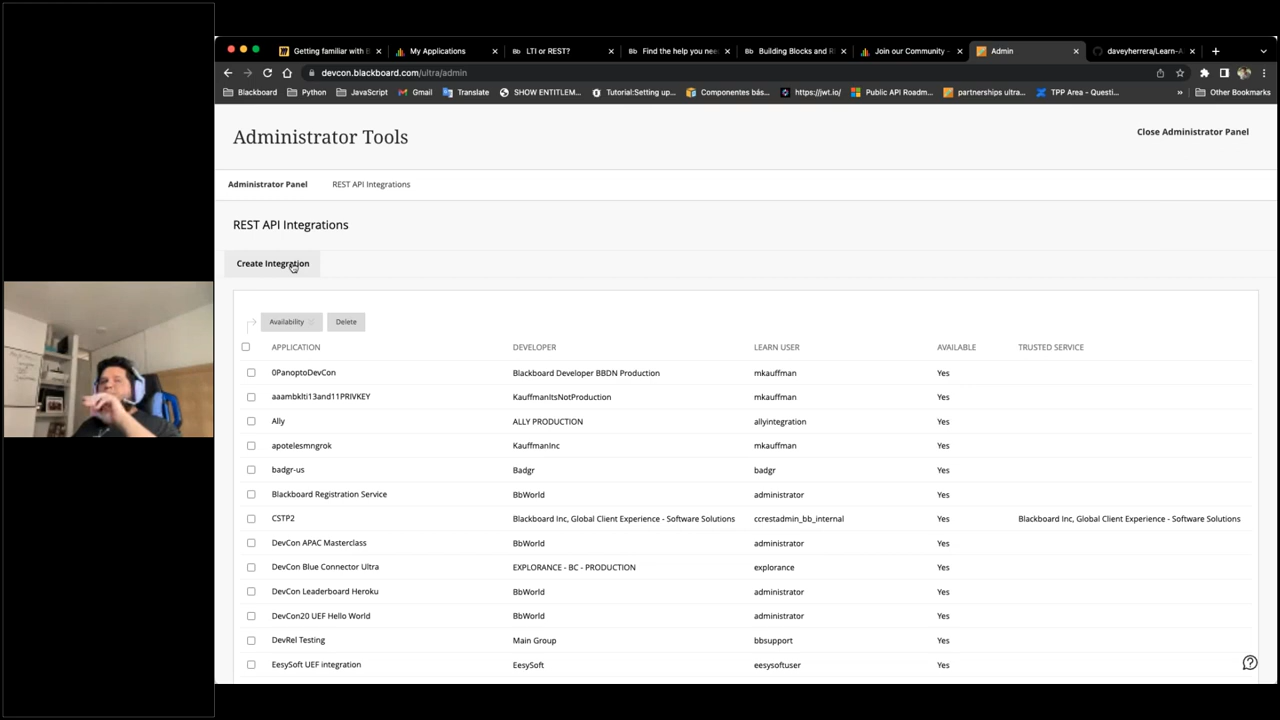 Getting familiar with B
My Applications
LTI or REST?
Find the help you nee
Building Blocks and R
Join our Community -
Admin
daveyherrera/Learn-A
devcon.blackboard.com/ultra/admin
Blackboard
Python
JavaScript
Gmail
Translate
SHOW ENTITLEM...
Tutorial:Setting up...
Componentes bás...
https://jwt.io/
Public API Roadm...
partnerships ultra...
TPP Area - Questi...
»
Other Bookmarks
Administrator Tools
Close Administrator Panel
Administrator Panel
REST API Integrations
REST API Integrations
Create Integration
Availability
Delete
APPLICATION DEVELOPER LEARN USER AVAILABLE TRUSTED SERVICE
0PanoptoDevCon Blackboard Developer BBDN Production mkauffman Yes
aaambklti13and11PRIVKEY KauffmanItsNotProduction mkauffman Yes
Ally ALLY PRODUCTION allyintegration Yes
apotelesmngrok KauffmanInc mkauffman Yes
badgr-us Badgr badgr Yes
Blackboard Registration Service BbWorld administrator Yes
CSTP2 Blackboard Inc, Global Client Experience - Software Solutions ccrestadmin_bb_internal Yes Blackboard Inc, Global Client Experience - Software Solutions
DevCon APAC Masterclass BbWorld administrator Yes
DevCon Blue Connector Ultra EXPLORANCE - BC - PRODUCTION explorance Yes
DevCon Leaderboard Heroku BbWorld administrator Yes
DevCon20 UEF Hello World BbWorld administrator Yes
DevRel Testing Main Group bbsupport Yes
EesySoft UEF integration EesySoft eesysoftuser Yes